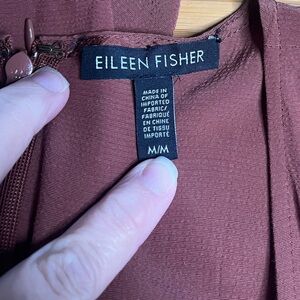 EILEEN FISHER
MADE IN
CHINA OF
IMPORTED
FABRIC/
FABRIQUÉ
EN CHINE
DE TISSU
IMPORTÉ
M/M